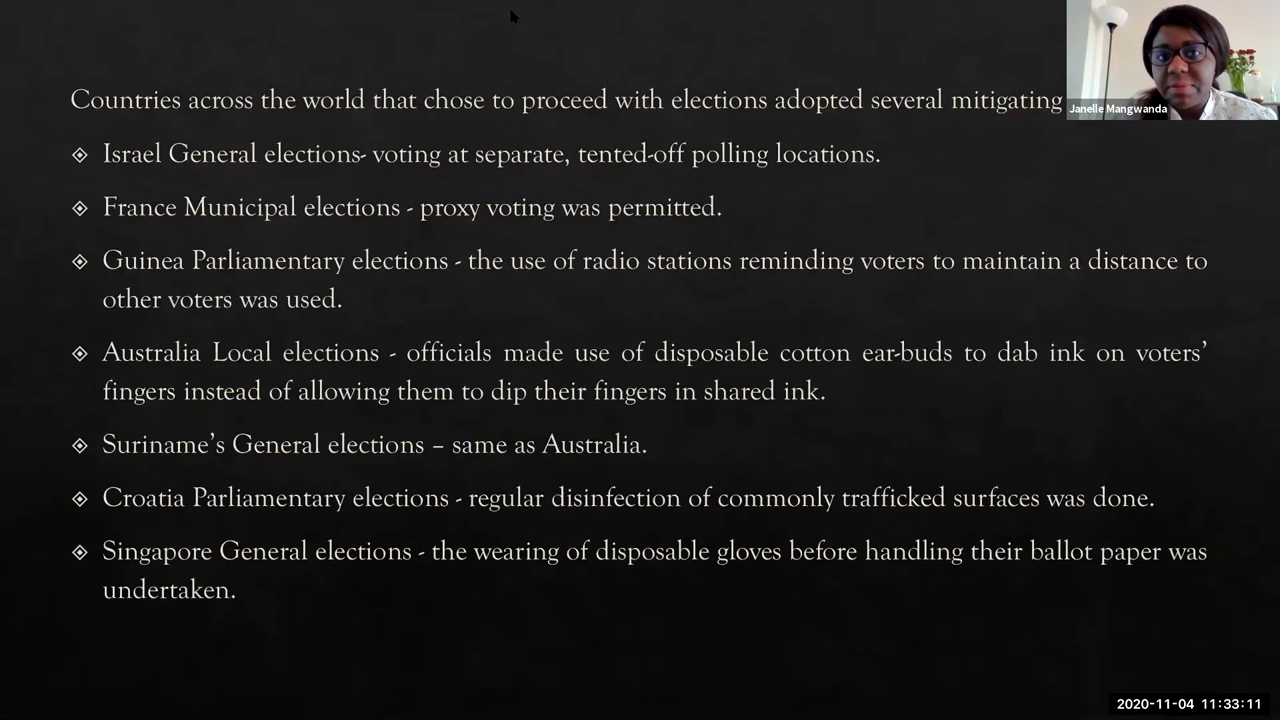 Countries across the world that chose to proceed with elections adopted several mitigating
Janelle Mangwanda
Israel General elections- voting at separate, tented-off polling locations.
France Municipal elections - proxy voting was permitted.
Guinea Parliamentary elections - the use of radio stations reminding voters to maintain a distance to
other voters was used.
Australia Local elections - officials made use of disposable cotton ear-buds to dab ink on voters’
fingers instead of allowing them to dip their fingers in shared ink.
Suriname’s General elections – same as Australia.
Croatia Parliamentary elections - regular disinfection of commonly trafficked surfaces was done.
Singapore General elections - the wearing of disposable gloves before handling their ballot paper was
undertaken.
2020-11-04 11:33:11